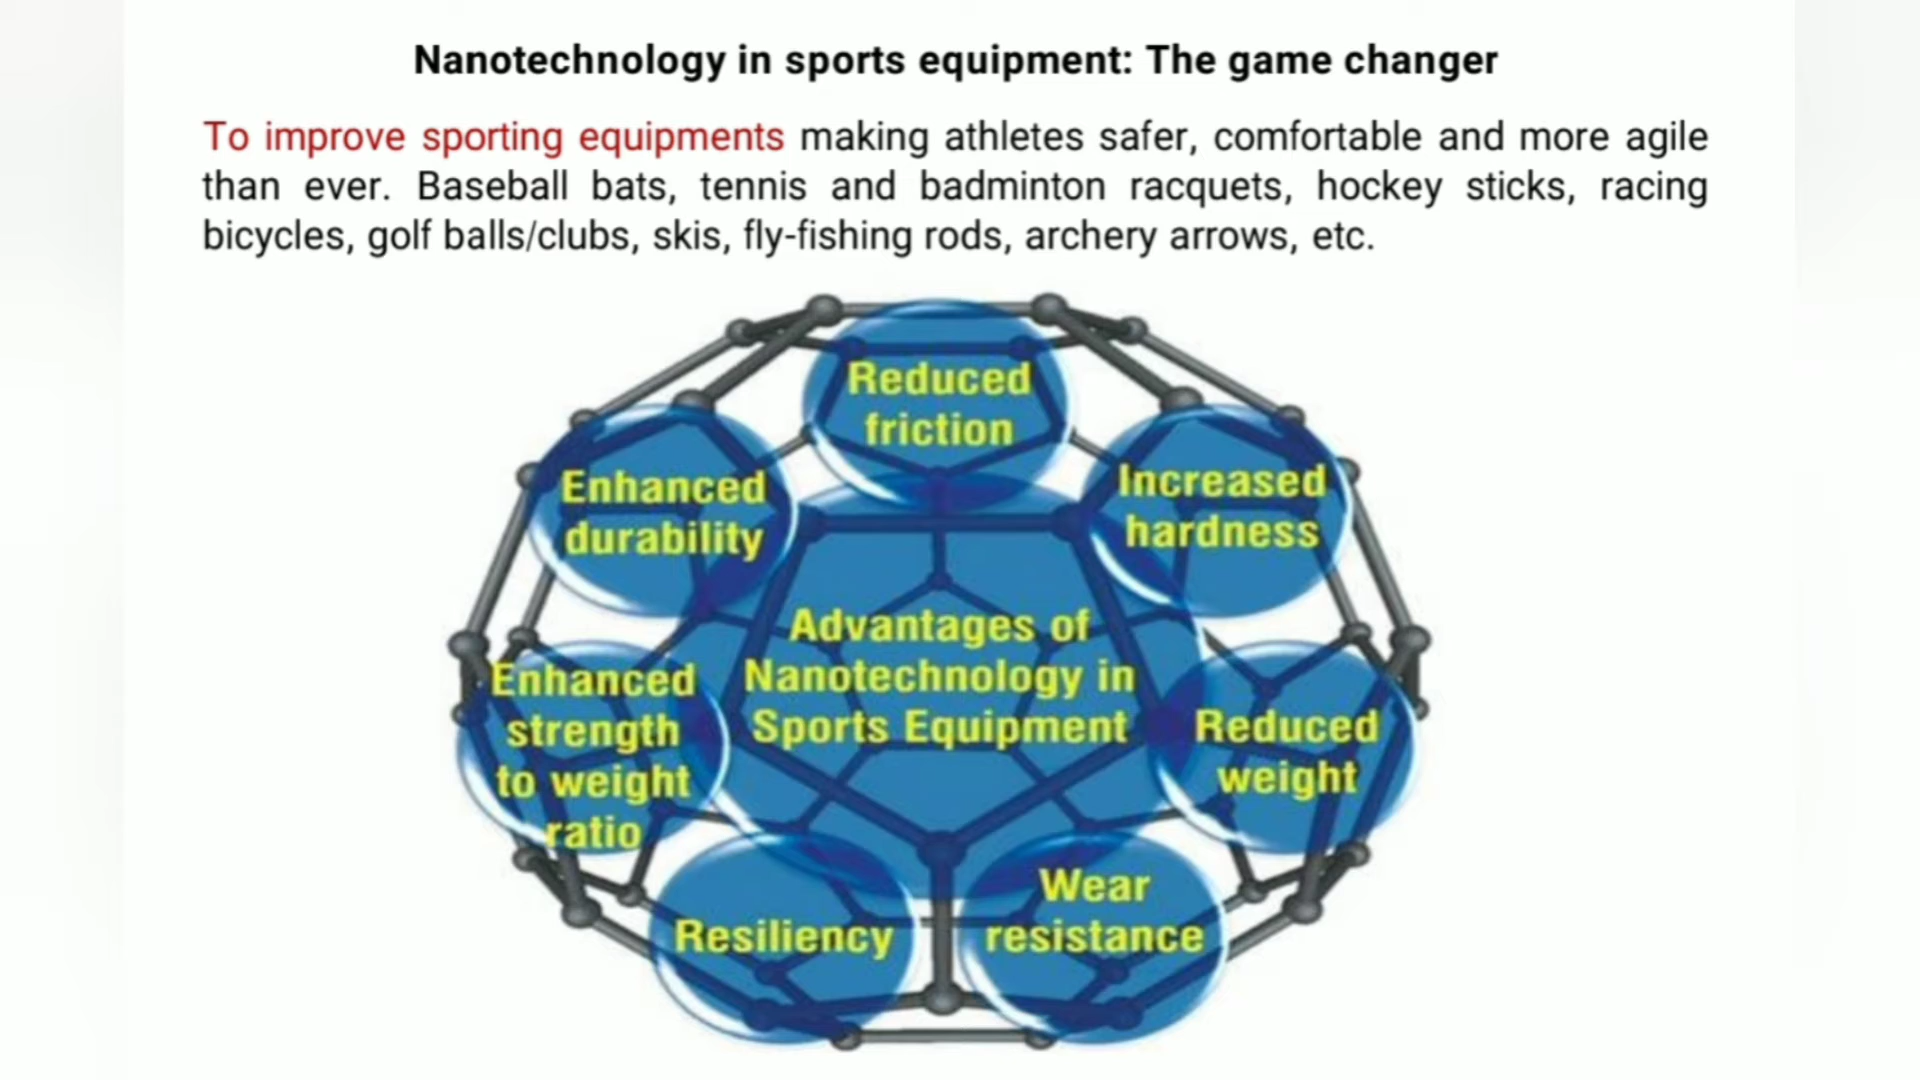 Nanotechnology in sports equipment: The game changer
To improve sporting equipments making athletes safer, comfortable and more agile
than ever. Baseball bats, tennis and badminton racquets, hockey sticks, racing
bicycles, golf balls/clubs, skis, fly-fishing rods, archery arrows, etc.
Reduced
friction
Enhanced
durability
Increased
hardness
Advantages of
Nanotechnology in
Sports Equipment
Enhanced
strength
to weight
ratio
Reduced
weight
Resiliency
Wear
resistance